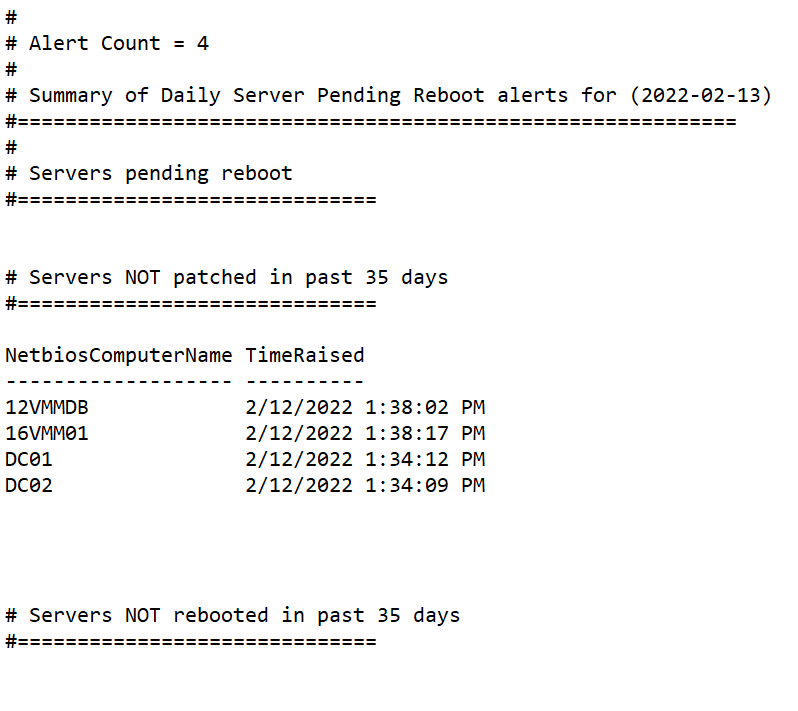 #
# Alert Count = 4
#
# Summary of Daily Server Pending Reboot alerts for (2022-02-13)
#============================================================
#
# Servers pending reboot
#==============================
# Servers NOT patched in past 35 days
#==============================
NetbiosComputerName TimeRaised
------------------- ----------
12VMMDB             2/12/2022 1:38:02 PM
16VMM01             2/12/2022 1:38:17 PM
DC01                2/12/2022 1:34:12 PM
DC02                2/12/2022 1:34:09 PM
# Servers NOT rebooted in past 35 days
#==============================